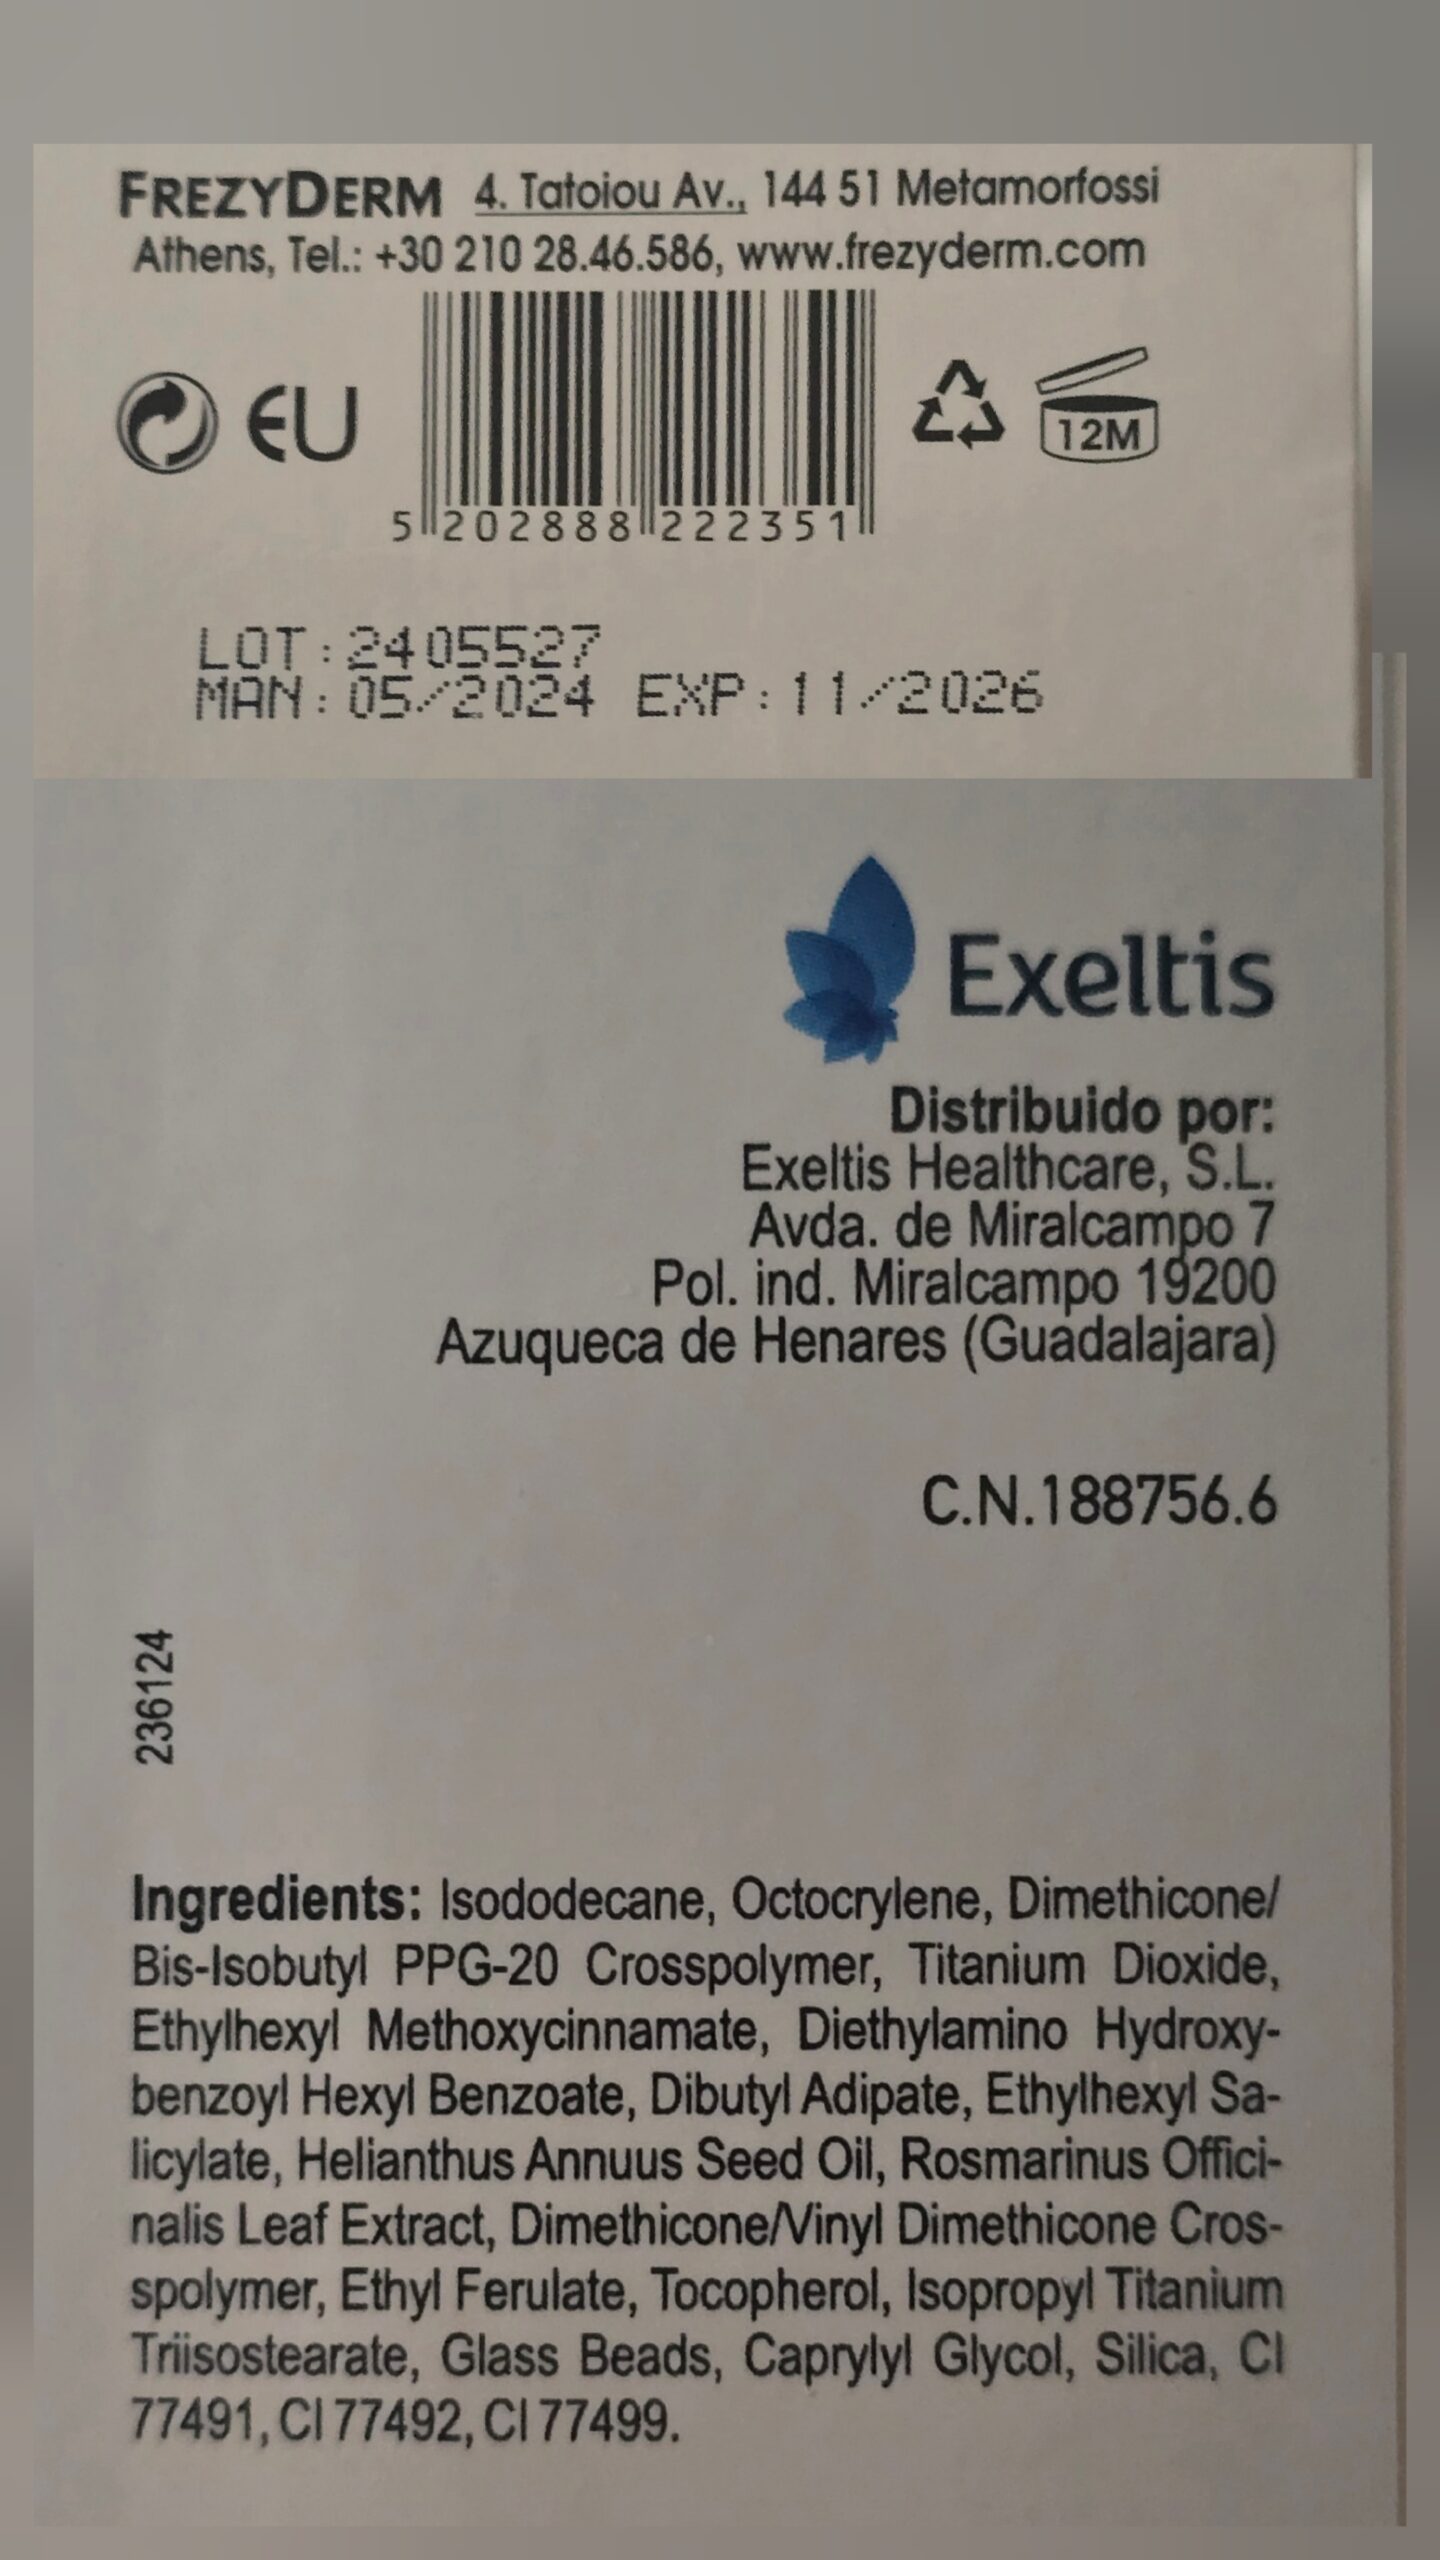 FREZYDERM 4. Tatoiou Av., 144 51 Metamorfossi
Athens, Tel.: +30 210 28.46.586, www.frezyderm.com
EU
12M
5 202888 222351
LOT:2405527
MAN:05/2024 EXP:11/2026
Exeltis
Distribuido por:
Exeltis Healthcare, S.L.
Avda. de Miralcampo 7
Pol. ind. Miralcampo 19200
Azuqueca de Henares (Guadalajara)
C.N.188756.6
236124
Ingredients: Isododecane, Octocrylene, Dimethicone/
Bis-Isobutyl PPG-20 Crosspolymer, Titanium Dioxide,
Ethylhexyl Methoxycinnamate, Diethylamino Hydroxy-
benzoyl Hexyl Benzoate, Dibutyl Adipate, Ethylhexyl Sa-
licylate, Helianthus Annuus Seed Oil, Rosmarinus Offici-
nalis Leaf Extract, Dimethicone/Vinyl Dimethicone Cros-
spolymer, Ethyl Ferulate, Tocopherol, Isopropyl Titanium
Triisostearate, Glass Beads, Caprylyl Glycol, Silica, CI
77491, CI 77492, CI 77499.